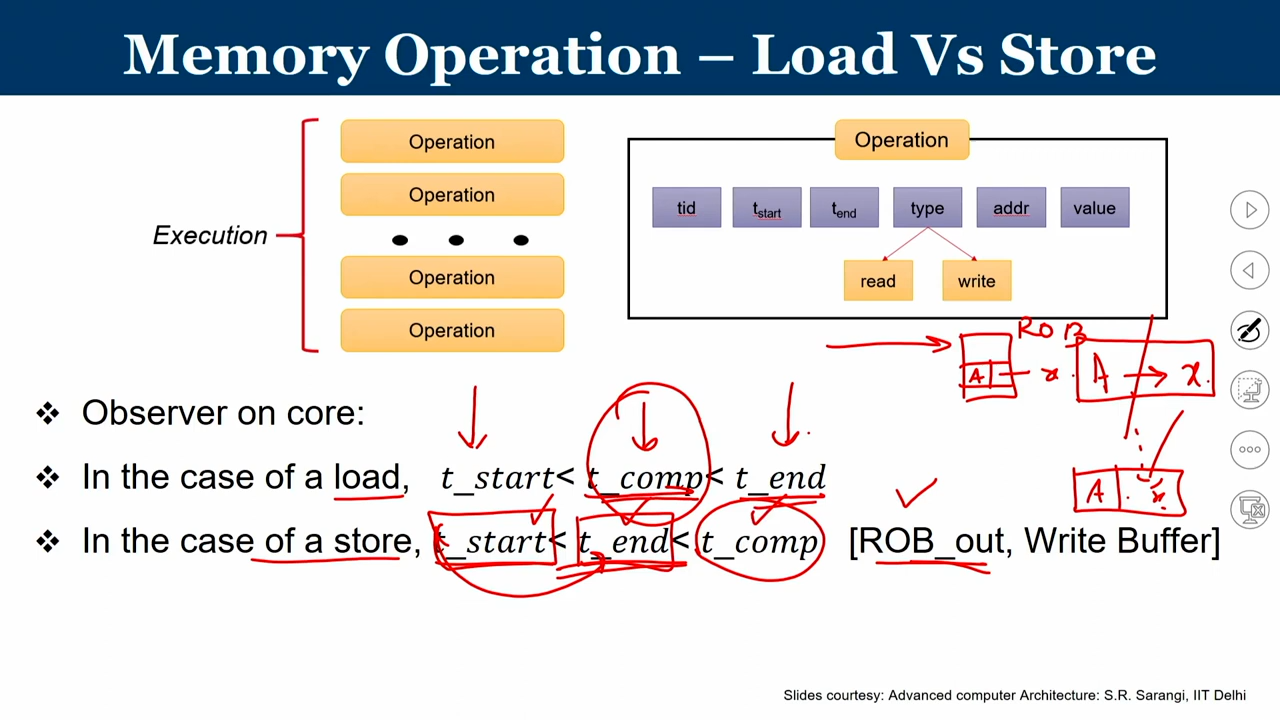 Memory Operation – Load Vs Store
Execution
Operation
Operation
Operation
Operation
Operation
tid t_start t_end type addr value
read write
ROB
A x
A → x
A x
❖ Observer on core:
❖ In the case of a load, t_start< t_comp< t_end
❖ In the case of a store, t_start< t_end< t_comp [ROB_out, Write Buffer]
Slides courtesy: Advanced computer Architecture: S.R. Sarangi, IIT Delhi